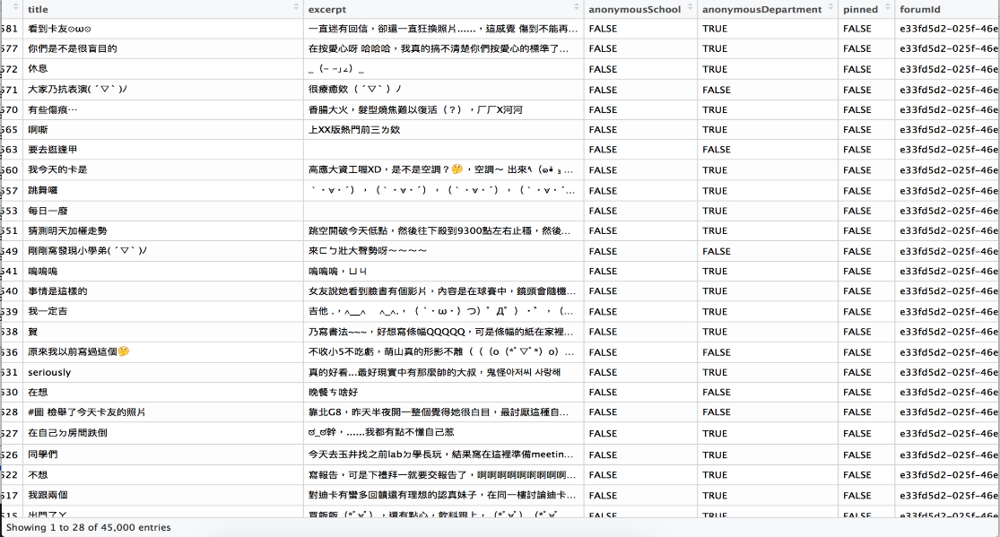 title excerpt anonymousSchool anonymousDepartment pinned forumId
581 看到卡友⊙ω⊙ 一直迷有回信，卻還一直狂換照片......，這感覺 傷到不能再... FALSE TRUE FALSE e33fd5d2-025f-46e
577 你們是不是很盲目的 在按愛心呀 哈哈哈，我真的搞不清楚你們按愛心的標準了... FALSE TRUE FALSE e33fd5d2-025f-46e
572 休息 _（－－｣∠）_ FALSE TRUE FALSE e33fd5d2-025f-46e
571 大家乃抗表演( ´▽` )ﾉ 很療癒欸（ ´▽` ）ﾉ FALSE FALSE FALSE e33fd5d2-025f-46e
570 有些傷痕⋯ 香腸大火，髮型燒焦難以復活（？），厂厂X河河 FALSE TRUE FALSE e33fd5d2-025f-46e
565 啊嘶 上XX版熱門前三ㄌ欸 FALSE TRUE FALSE e33fd5d2-025f-46e
563 要去逛逢甲 FALSE FALSE FALSE e33fd5d2-025f-46e
560 我今天的卡是 高應大資工喔XD，是不是空調？🤔，空調～ 出來 FALSE TRUE FALSE e33fd5d2-025f-46e
557 跳舞囉 ｀・∀・´），（｀・∀・´），（｀・∀・´），（｀・∀・´... FALSE TRUE FALSE e33fd5d2-025f-46e
553 每日一廢 FALSE TRUE FALSE e33fd5d2-025f-46e
551 猜測明天加權走勢 跳空開破今天低點，然後往下殺到9300點左右止穩，然後... FALSE TRUE FALSE e33fd5d2-025f-46e
549 剛剛窩發現小學弟( ´▽` )ﾉ 來ㄈㄅ壯大聲勢呀～～～～ FALSE FALSE FALSE e33fd5d2-025f-46e
541 嗚嗚嗚 嗚嗚嗚，ㄩㄐ FALSE TRUE FALSE e33fd5d2-025f-46e
540 事情是這樣的 女友說她看到臉書有個影片，內容是在球賽中，鏡頭會隨機... FALSE TRUE FALSE e33fd5d2-025f-46e
539 我一定吉 吉他 .，∧__∧　 ∧_∧.，（ ｀・ω・）つ）ﾟДﾟ）・ﾟ，（... FALSE TRUE FALSE e33fd5d2-025f-46e
538 賀 乃寫書法~~~，好想寫條幅QQQQQ，可是條幅的紙在家裡... FALSE TRUE FALSE e33fd5d2-025f-46e
536 原來我以前寫過這個🤔 不收小5不吃虧，萌山真的形影不離（（（o（*ﾟ▽ﾟ*）o）... FALSE FALSE FALSE e33fd5d2-025f-46e
531 seriously 真的好看...最好現實中有那麼帥的大叔，鬼怪아저씨 사랑해 FALSE TRUE FALSE e33fd5d2-025f-46e
530 在想 晚餐ㄘ啥好 FALSE FALSE FALSE e33fd5d2-025f-46e
528 #圖 檢舉了今天卡友的照片 靠北G8，昨天半夜開一整個覺得她很白目，最討厭這種自... FALSE FALSE FALSE e33fd5d2-025f-46e
527 在自己ㄉ房間跌倒 ಠ_ಠ幹，......我都有點不懂自己惹 FALSE TRUE FALSE e33fd5d2-025f-46e
526 同學們 今天去玉井找之前labㄉ學長玩，結果窩在這裡準備meetin... FALSE TRUE FALSE e33fd5d2-025f-46e
522 不想 寫報告，可是下禮拜一就要交報告了，啊啊啊啊啊啊啊啊啊... FALSE TRUE FALSE e33fd5d2-025f-46e
517 我跟兩個 對迪卡有蠻多回饋還有理想的認真妹子，在同一樓討論迪卡... FALSE TRUE FALSE e33fd5d2-025f-46e
515 出門了ㄚ 買飯飯（*ﾟ∀ﾟ），還有點心，飲料跟上，（*ﾟ∀ﾟ）（*ﾟ∀ﾟ FALSE TRUE FALSE e33fd5d2-025f-46e
Showing 1 to 28 of 45,000 entries